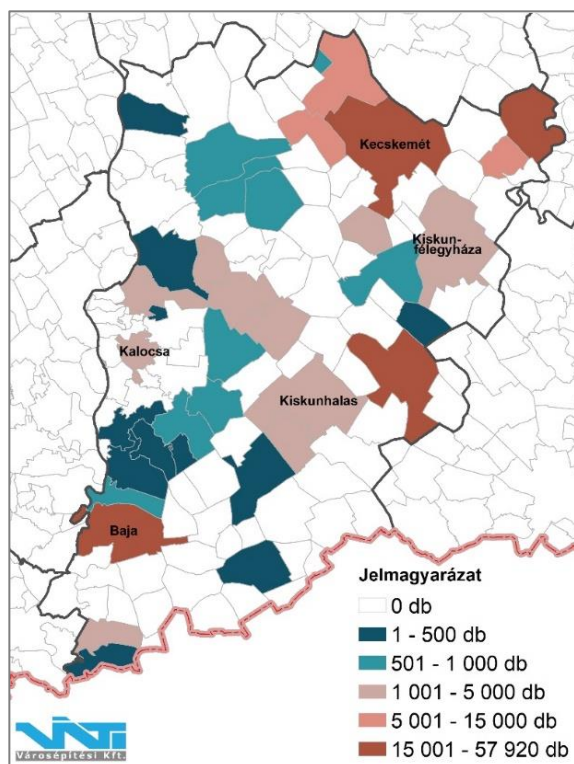 Kecskemét
Kiskun-
félegyháza
Kalocsa
Kiskunhalas
Baja
Jelmagyarázat
0 db
1 - 500 db
501 - 1 000 db
1 001 - 5 000 db
5 001 - 15 000 db
15 001 - 57 920 db
VÁTI
Városépítési Kft.